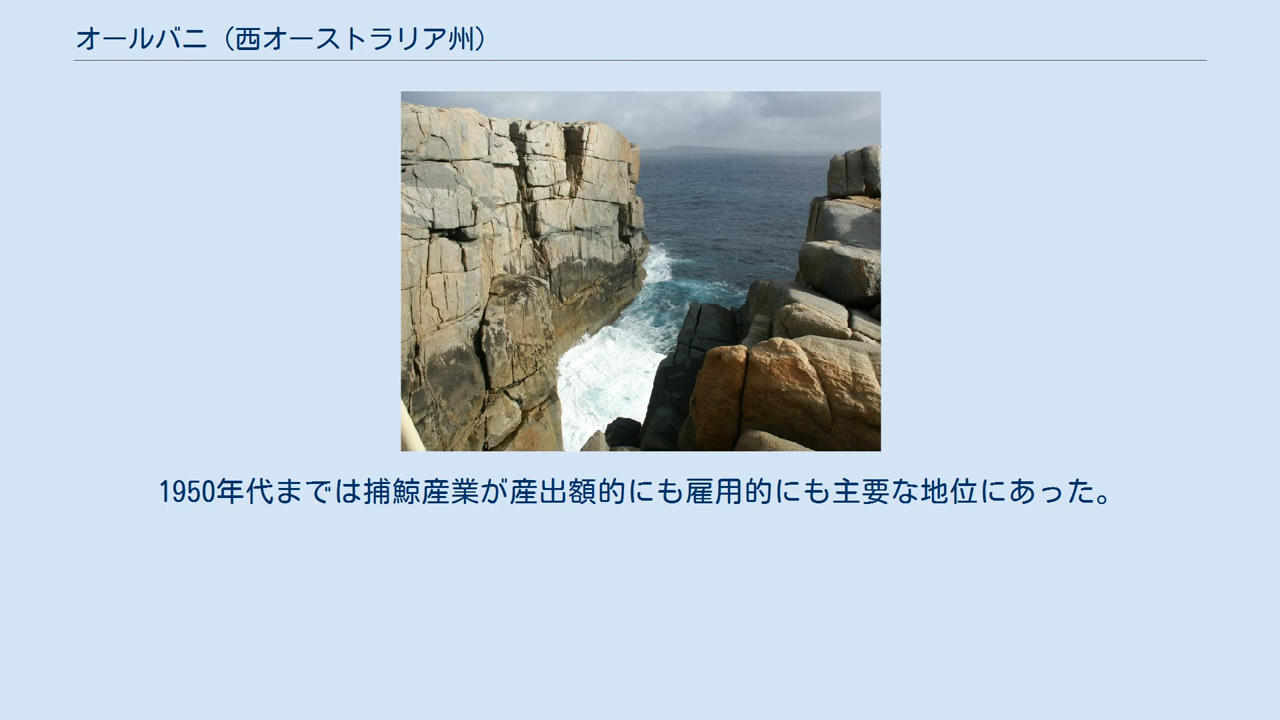 オールバニ（西オーストラリア州）
1950年代までは捕鯨産業が産出額的にも雇用的にも主要な地位にあった。